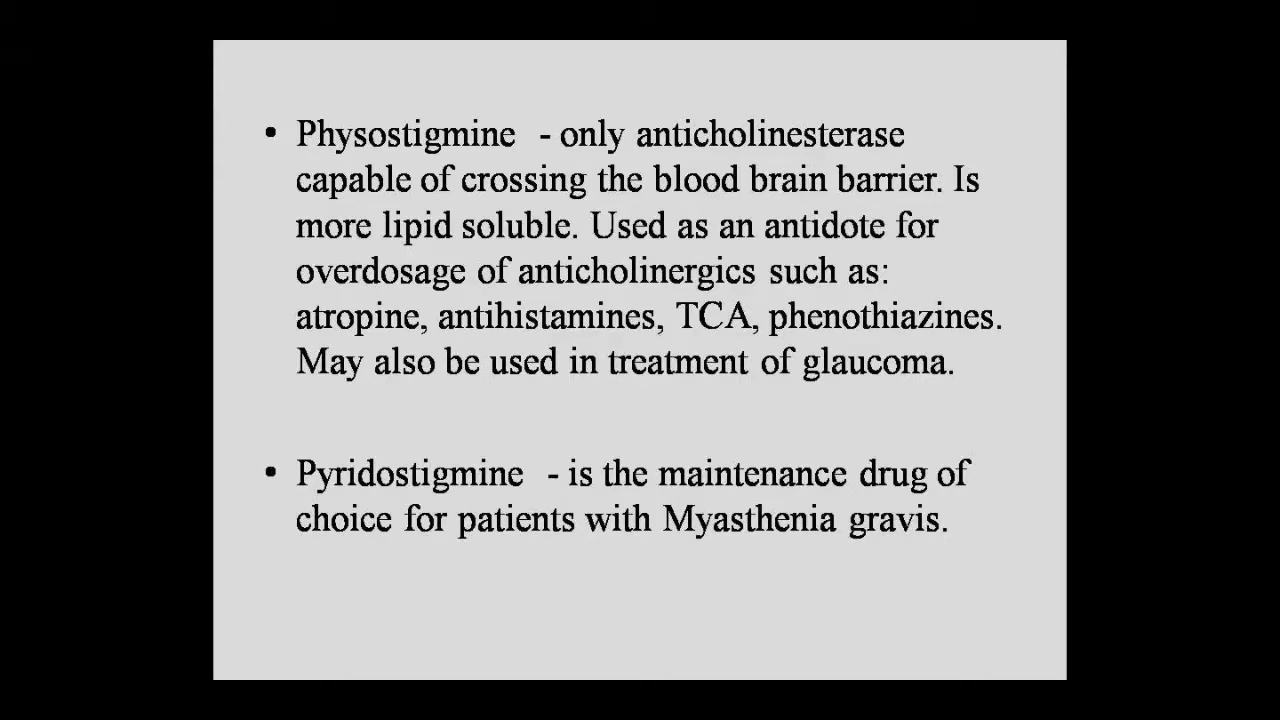 • Physostigmine - only anticholinesterase
capable of crossing the blood brain barrier. Is
more lipid soluble. Used as an antidote for
overdosage of anticholinergics such as:
atropine, antihistamines, TCA, phenothiazines.
May also be used in treatment of glaucoma.
• Pyridostigmine - is the maintenance drug of
choice for patients with Myasthenia gravis.